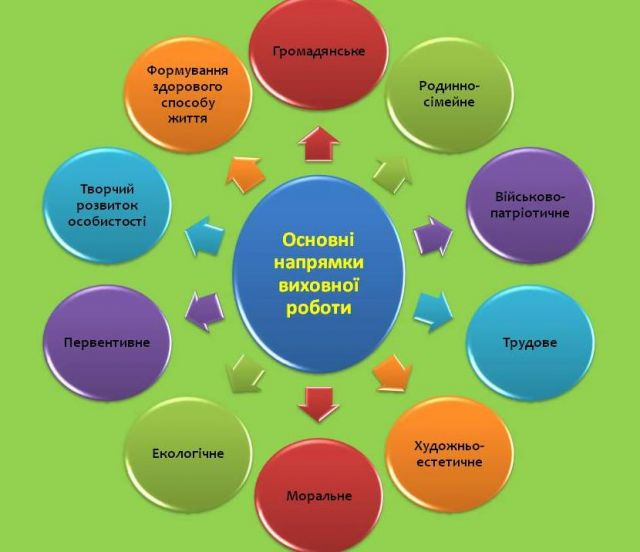 Громадянське
Родинно-
сімейне
Військово-
патріотичне
Трудове
Художньо-
естетичне
Моральне
Екологічне
Первентивне
Творчий
розвиток
особистості
Формування
здорового
способу
життя
Основні
напрямки
виховної
роботи